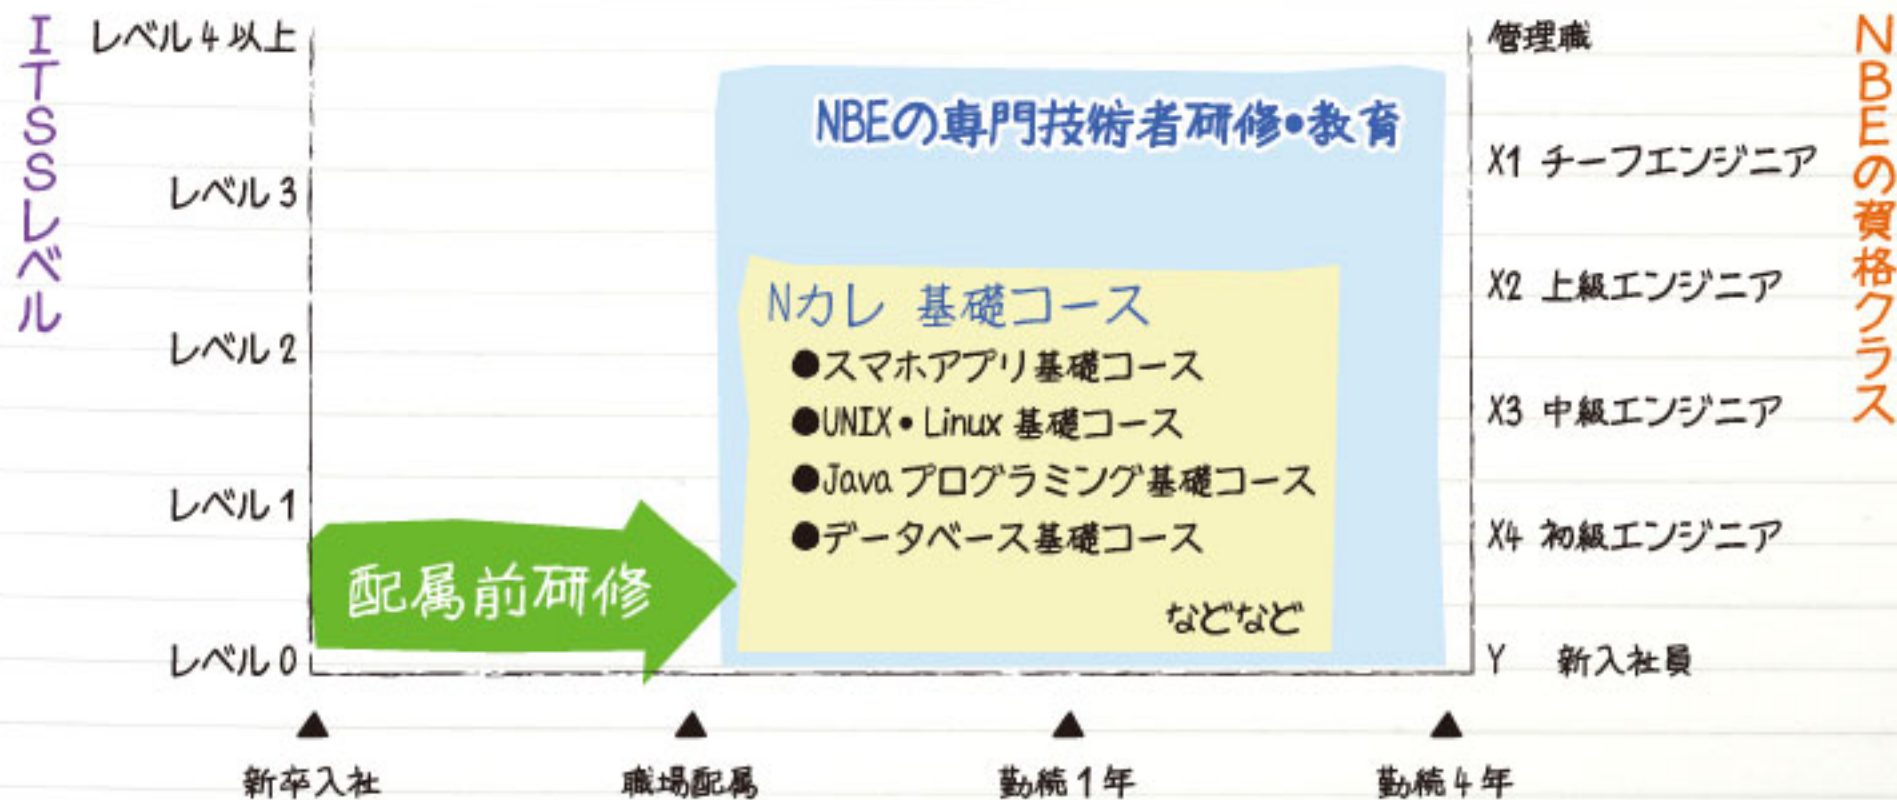 ITSSレベル
レベル4以上
レベル3
レベル2
レベル1
レベル0
NBEの専門技術者研修•教育
Nカレ 基礎コース
●スマホアプリ基礎コース
●UNIX•Linux 基礎コース
●Java プログラミング基礎コース
●データベース基礎コース
などなど
配属前研修
管理職
X1 チーフエンジニア
X2 上級エンジニア
X3 中級エンジニア
X4 初級エンジニア
Y 新入社員
NBEの資格クラス
▲ ▲ ▲ ▲
新卒入社 職場配属 勤続1年 勤続4年